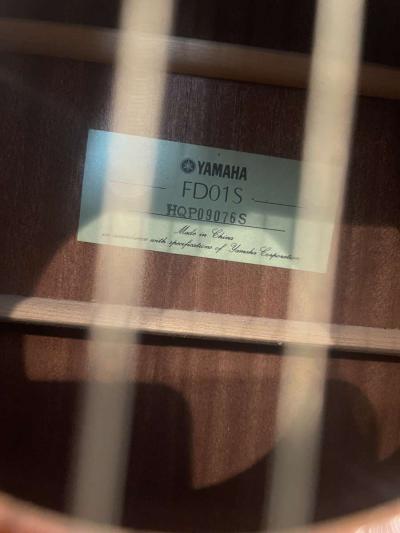 YAMAHA
FD01S
HQP09076S
Made in China
in accordance with specifications of Yamaha Corporation